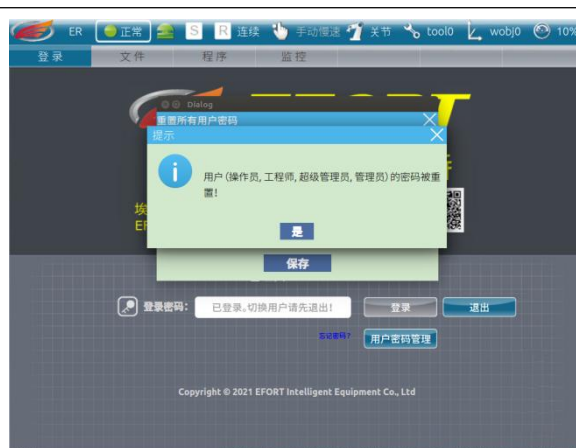 ER 正常 S R 连续 手动慢速 关节 tool0 wobj0 10%
登录 文件 程序 监控
Dialog
重置所有用户密码
提示
用户(操作员,工程师,超级管理员,管理员)的密码被重
置!
是
保存
埃
EF
登录密码: 已登录。切换用户请先退出! 登录 退出
忘记密码? 用户密码管理
Copyright © 2021 EFORT Intelligent Equipment Co., Ltd